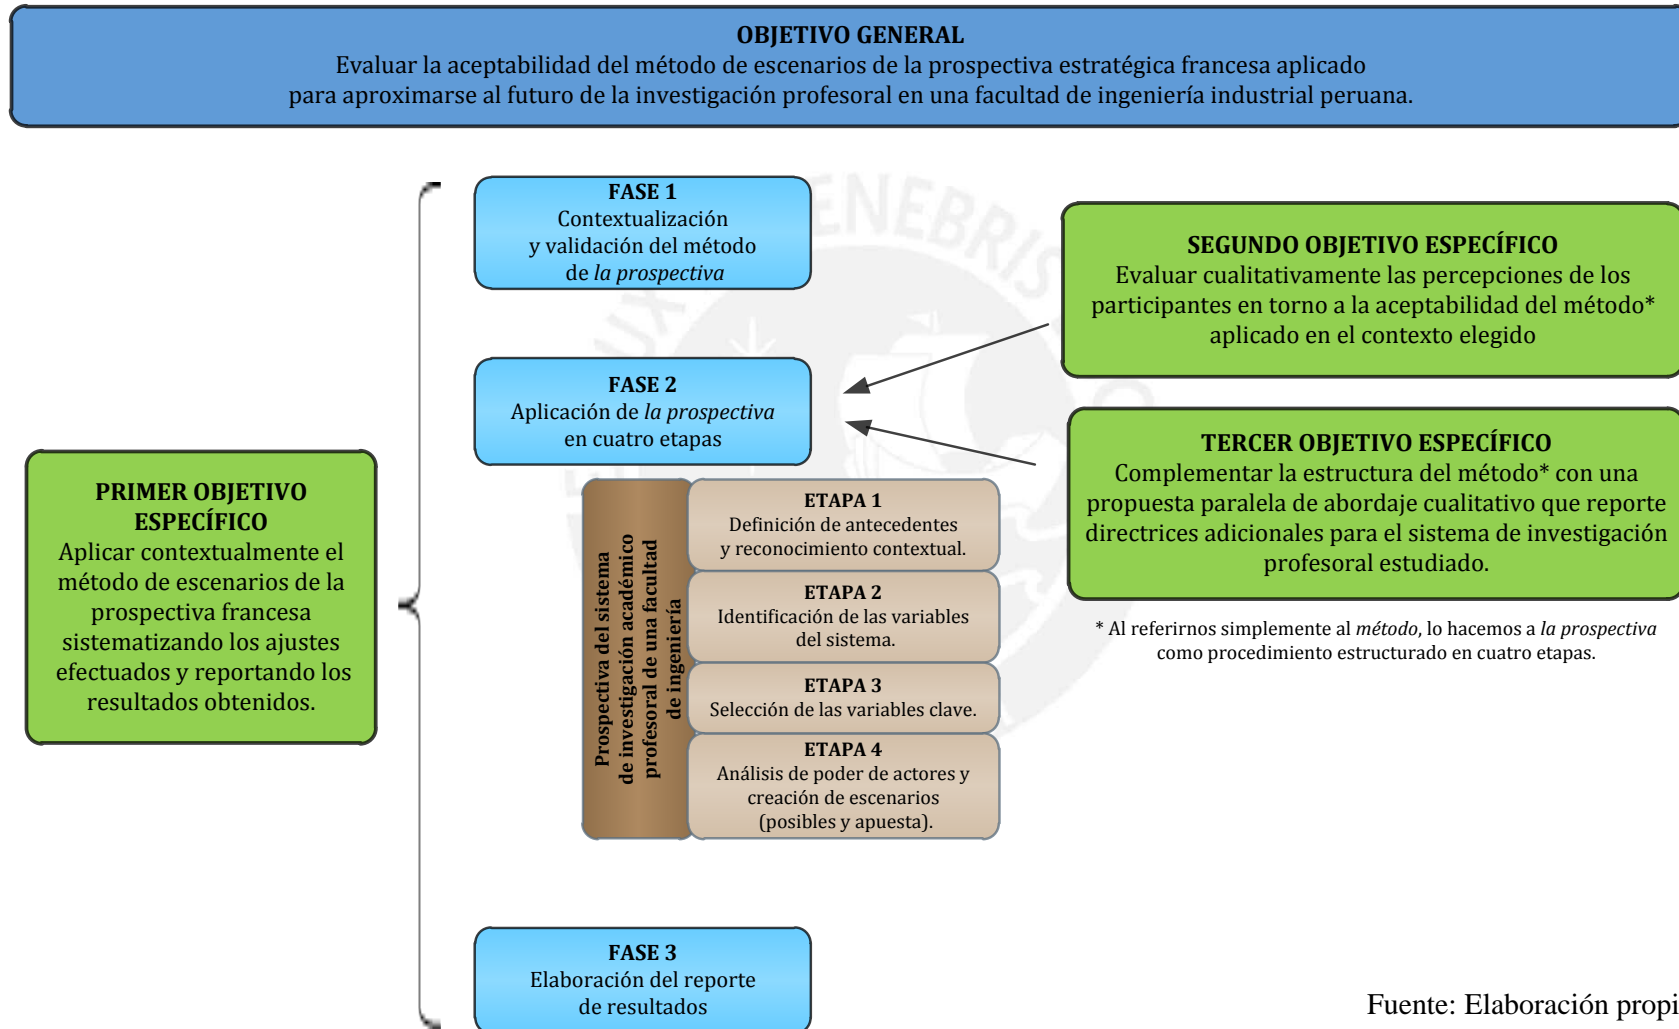 OBJETIVO GENERAL
Evaluar la aceptabilidad del método de escenarios de la prospectiva estratégica francesa aplicado
para aproximarse al futuro de la investigación profesoral en una facultad de ingeniería industrial peruana.
PRIMER OBJETIVO
ESPECÍFICO
Aplicar contextualmente el
método de escenarios de la
prospectiva francesa
sistematizando los ajustes
efectuados y reportando los
resultados obtenidos.
FASE 1
Contextualización
y validación del método
de la prospectiva
FASE 2
Aplicación de la prospectiva
en cuatro etapas
Prospectiva del sistema
de investigación académico
profesoral de una facultad
de ingeniería
ETAPA 1
Definición de antecedentes
y reconocimiento contextual.
ETAPA 2
Identificación de las variables
del sistema.
ETAPA 3
Selección de las variables clave.
ETAPA 4
Análisis de poder de actores y
creación de escenarios
(posibles y apuesta).
FASE 3
Elaboración del reporte
de resultados
SEGUNDO OBJETIVO ESPECÍFICO
Evaluar cualitativamente las percepciones de los
participantes en torno a la aceptabilidad del método*
aplicado en el contexto elegido
TERCER OBJETIVO ESPECÍFICO
Complementar la estructura del método* con una
propuesta paralela de abordaje cualitativo que reporte
directrices adicionales para el sistema de investigación
profesoral estudiado.
* Al referirnos simplemente al método, lo hacemos a la prospectiva
como procedimiento estructurado en cuatro etapas.
Fuente: Elaboración propi